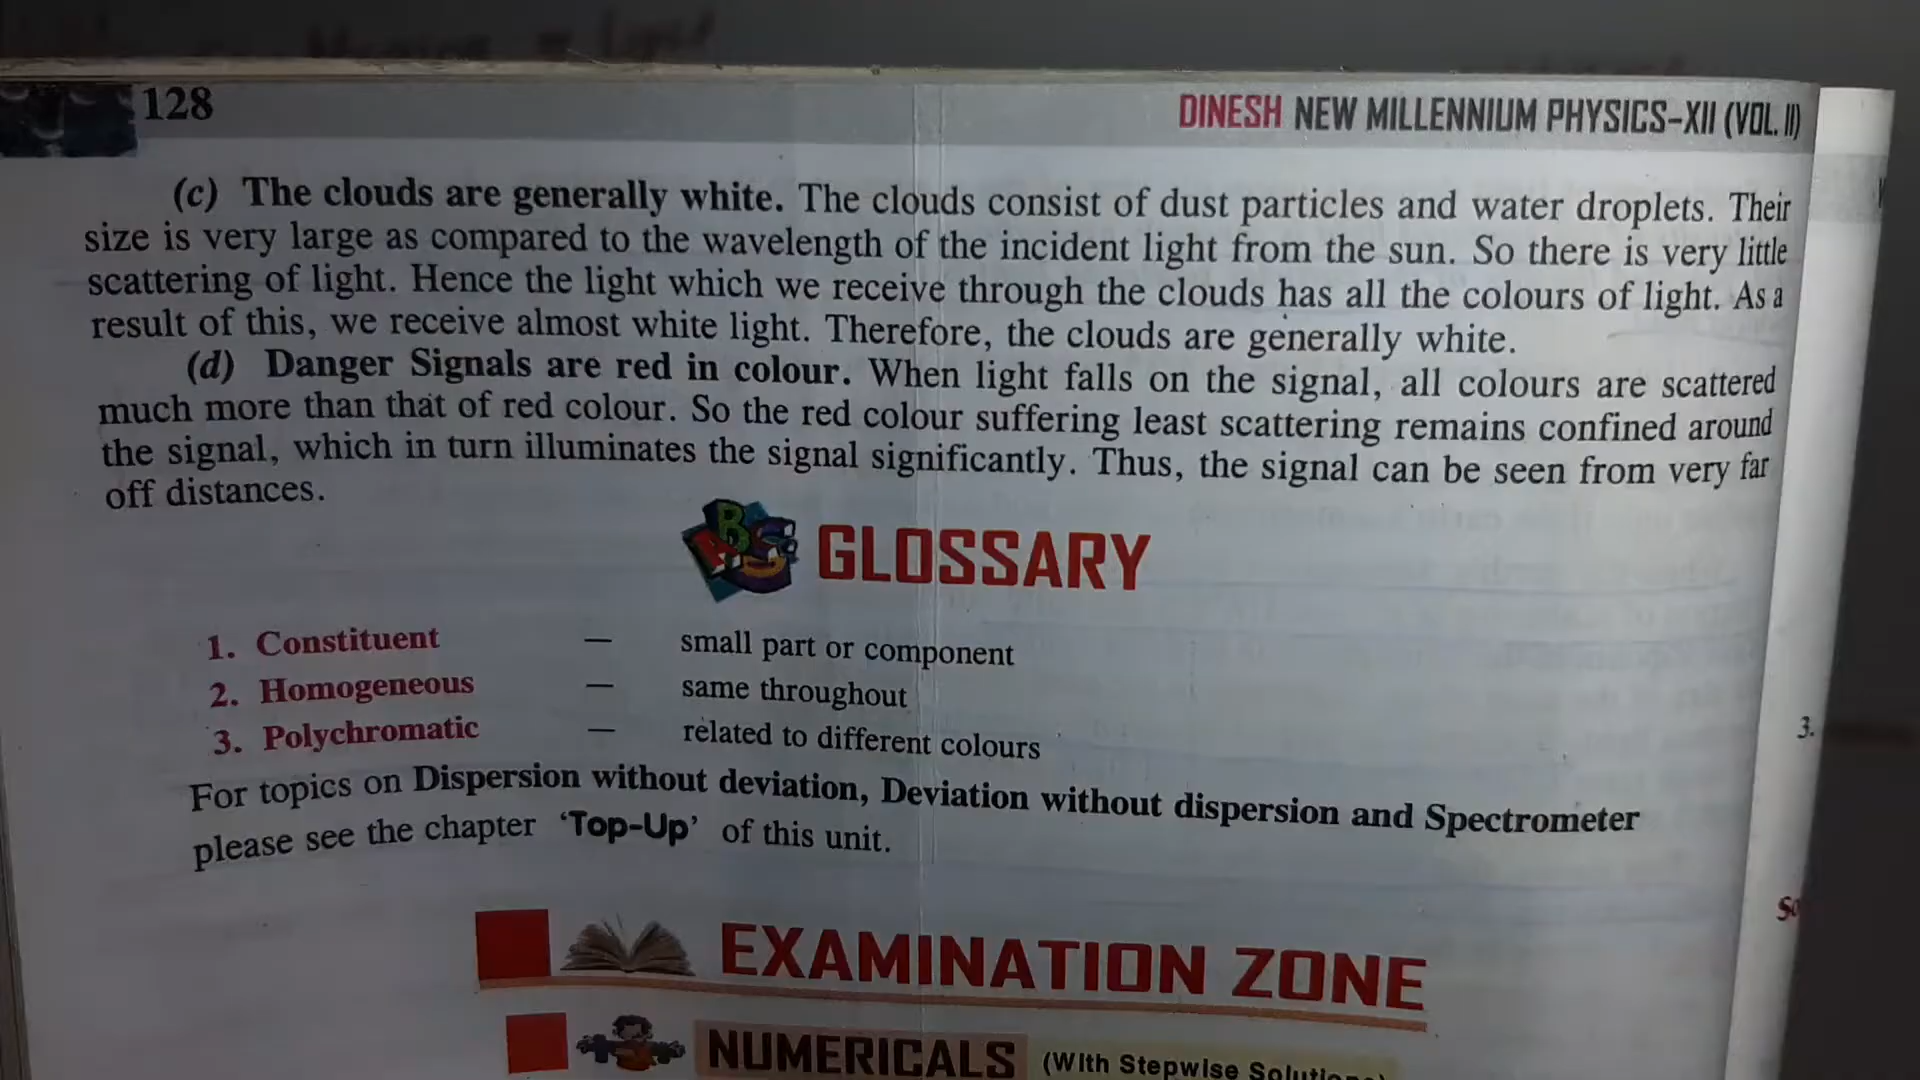 128
DINESH NEW MILLENNIUM PHYSICS-XII (VOL. II)
(c) The clouds are generally white. The clouds consist of dust particles and water droplets. Their
size is very large as compared to the wavelength of the incident light from the sun. So there is very little
scattering of light. Hence the light which we receive through the clouds has all the colours of light. As a
result of this, we receive almost white light. Therefore, the clouds are generally white.
(d) Danger Signals are red in colour. When light falls on the signal, all colours are scattered
much more than that of red colour. So the red colour suffering least scattering remains confined around
the signal, which in turn illuminates the signal significantly. Thus, the signal can be seen from very far
off distances.
GLOSSARY
1. Constituent — small part or component
2. Homogeneous — same throughout
3. Polychromatic — related to different colours
For topics on Dispersion without deviation, Deviation without dispersion and Spectrometer
please see the chapter ‘Top-Up’ of this unit.
EXAMINATION ZONE
NUMERICALS (With Stepwise Solutions)
3.